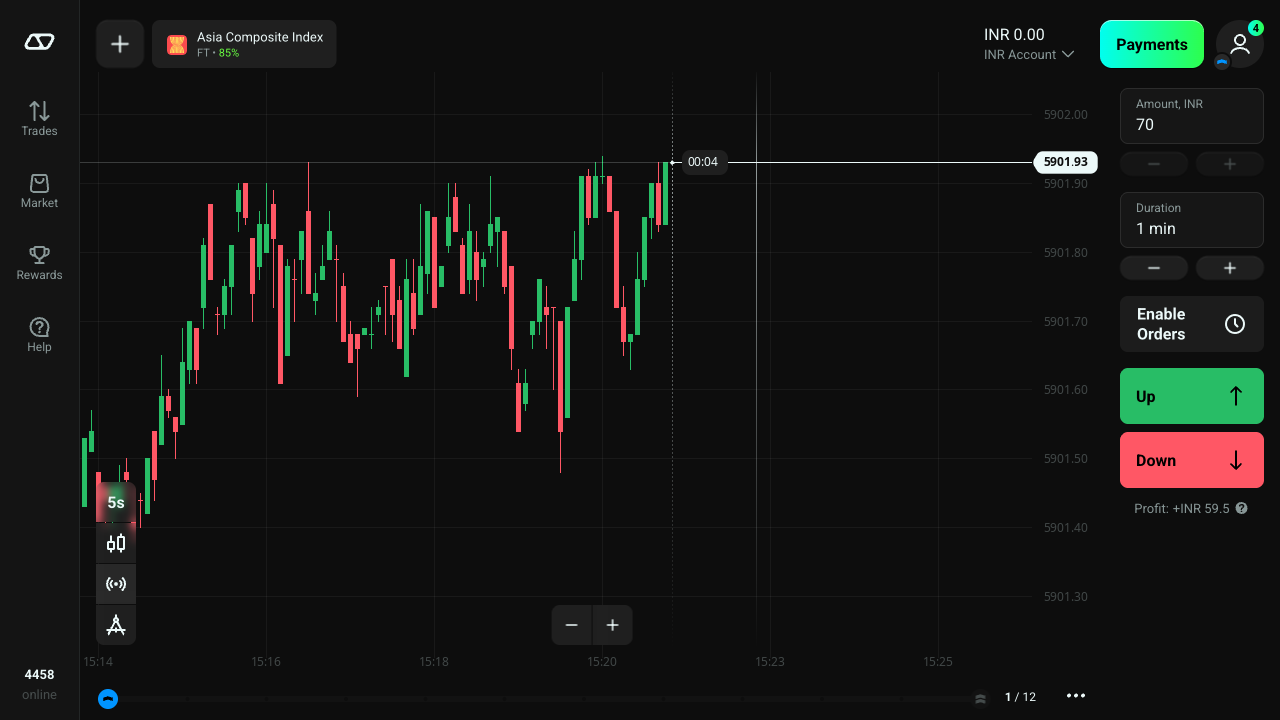 Asia Composite Index
FT • 85%
INR 0.00
INR Account
Payments
4
Trades
Market
Rewards
Help
4458
online
5902.00
5901.93
5901.90
5901.80
5901.70
5901.60
5901.50
5901.40
5901.30
00:04
5s
15:14
15:16
15:18
15:20
15:23
15:25
1 / 12
Amount, INR
70
Duration
1 min
Enable
Orders
Up
Down
Profit: +INR 59.5